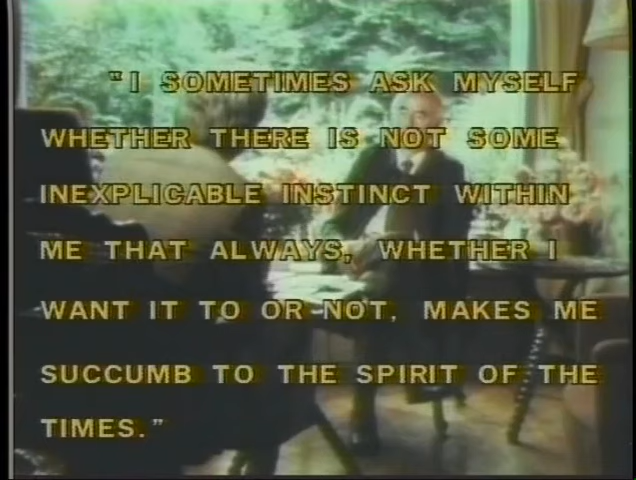 "I SOMETIMES ASK MYSELF
WHETHER THERE IS NOT SOME
INEXPLICABLE INSTINCT WITHIN
ME THAT ALWAYS, WHETHER I
WANT IT TO OR NOT, MAKES ME
SUCCUMB TO THE SPIRIT OF THE
TIMES."